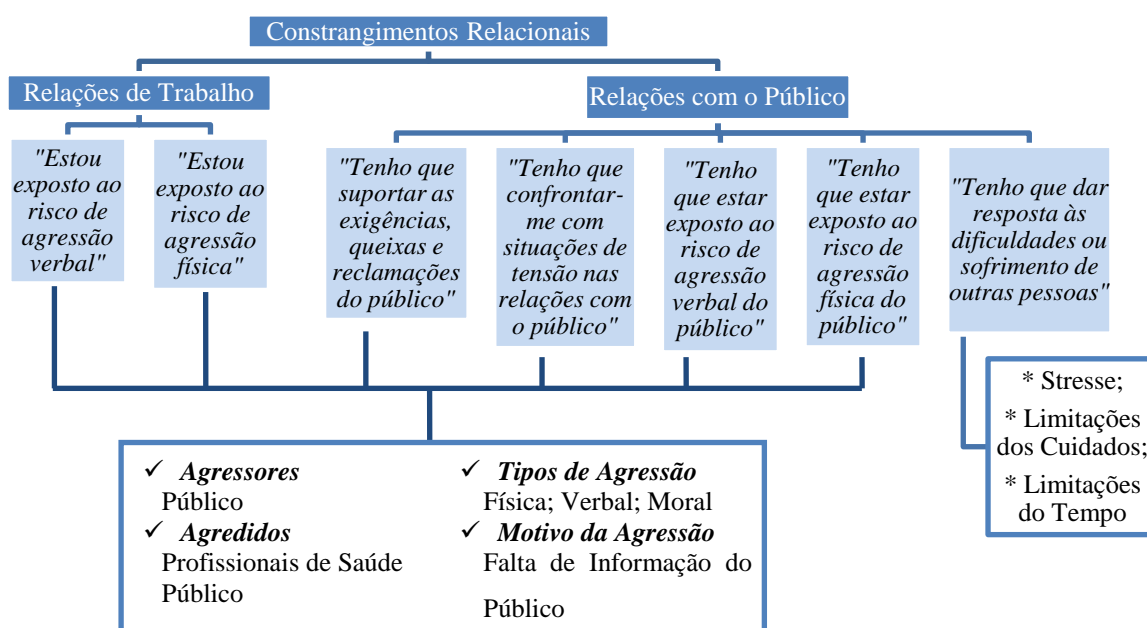 Constrangimentos Relacionais
Relações de Trabalho
Relações com o Público
"Estou
exposto ao
risco de
agressão
verbal"
"Estou
exposto ao
risco de
agressão
física"
"Tenho que
suportar as
exigências,
queixas e
reclamações
do público"
"Tenho que
confrontar-
me com
situações de
tensão nas
relações com
o público"
"Tenho
que estar
exposto ao
risco de
agressão
verbal do
público"
"Tenho
que estar
exposto ao
risco de
agressão
física do
público"
"Tenho que dar
resposta às
dificuldades ou
sofrimento de
outras pessoas"
* Stresse;
* Limitações
dos Cuidados;
* Limitações
do Tempo
✓ Agressores
Público
✓ Agredidos
Profissionais de Saúde
Público
✓ Tipos de Agressão
Física; Verbal; Moral
✓ Motivo da Agressão
Falta de Informação do
Público